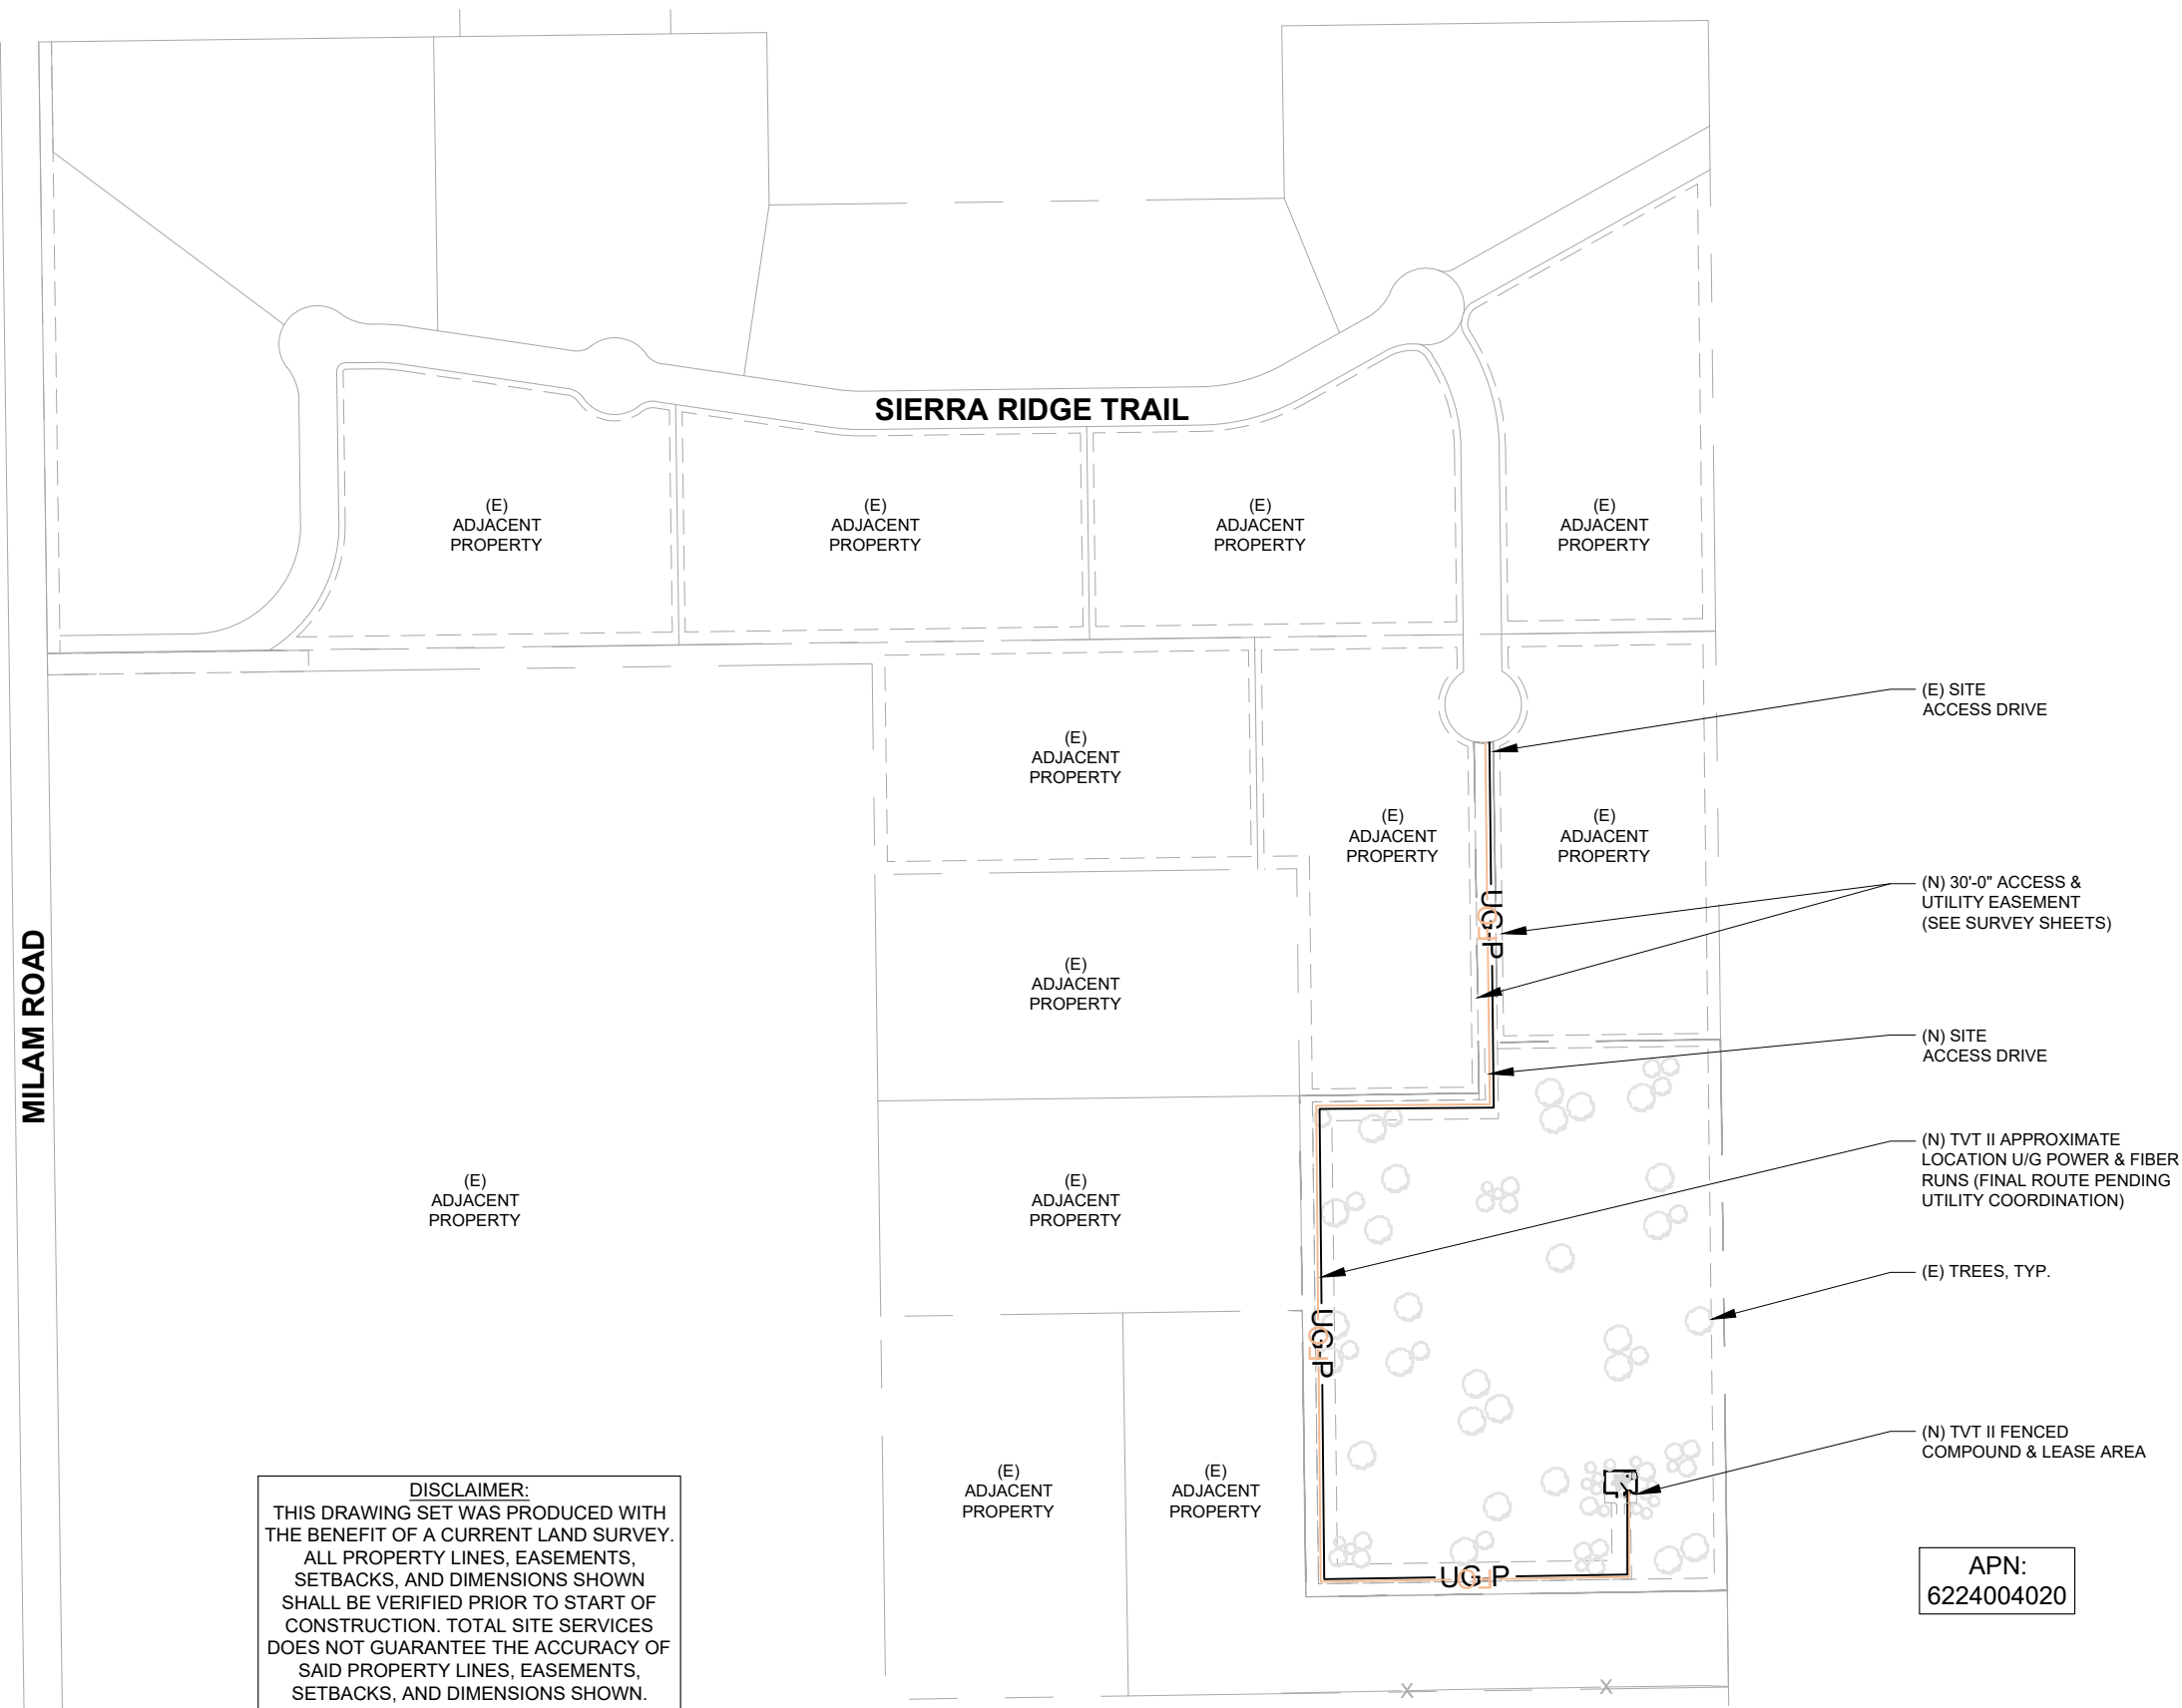 SIERRA RIDGE TRAIL
(E)
ADJACENT
PROPERTY
(E)
ADJACENT
PROPERTY
(E)
ADJACENT
PROPERTY
(E)
ADJACENT
PROPERTY
(E)
ADJACENT
PROPERTY
(E)
ADJACENT
PROPERTY
(E)
ADJACENT
PROPERTY
(E)
ADJACENT
PROPERTY
(E)
ADJACENT
PROPERTY
(E)
ADJACENT
PROPERTY
(E)
ADJACENT
PROPERTY
(E)
ADJACENT
PROPERTY
MILAM ROAD
UG-P
FO
UG-P
FO
UG-P
FO
(E) SITE
ACCESS DRIVE
(N) 30'-0" ACCESS &
UTILITY EASEMENT
(SEE SURVEY SHEETS)
(N) SITE
ACCESS DRIVE
(N) TVT II APPROXIMATE
LOCATION U/G POWER & FIBER
RUNS (FINAL ROUTE PENDING
UTILITY COORDINATION)
(E) TREES, TYP.
(N) TVT II FENCED
COMPOUND & LEASE AREA
APN:
6224004020
DISCLAIMER:
THIS DRAWING SET WAS PRODUCED WITH
THE BENEFIT OF A CURRENT LAND SURVEY.
ALL PROPERTY LINES, EASEMENTS,
SETBACKS, AND DIMENSIONS SHOWN
SHALL BE VERIFIED PRIOR TO START OF
CONSTRUCTION. TOTAL SITE SERVICES
DOES NOT GUARANTEE THE ACCURACY OF
SAID PROPERTY LINES, EASEMENTS,
SETBACKS, AND DIMENSIONS SHOWN.
X
X